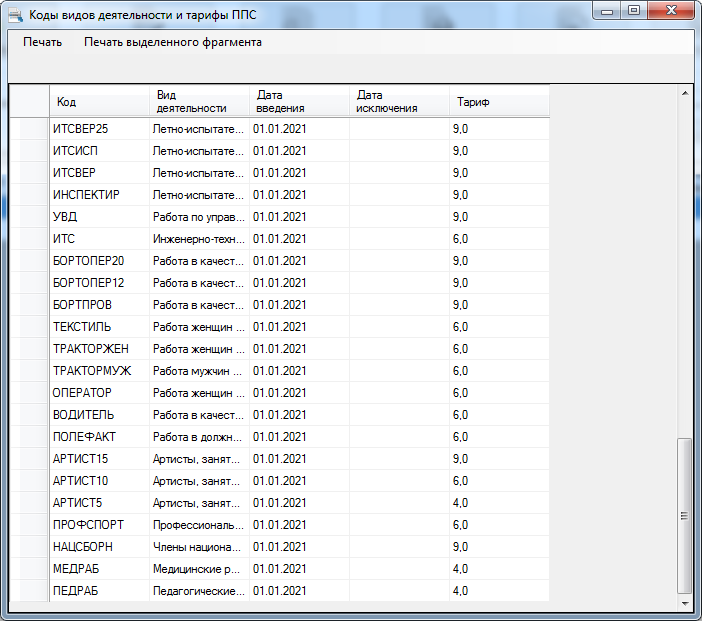 Коды видов деятельности и тарифы ППС
Печать Печать выделенного фрагмента
Код Вид деятельности Дата введения Дата исключения Тариф
ИТСВЕР25 Летно-испытате... 01.01.2021 9,0
ИТСИСП Летно-испытате... 01.01.2021 9,0
ИТСВЕР Летно-испытате... 01.01.2021 9,0
ИНСПЕКТИР Летно-испытате... 01.01.2021 9,0
УВД Работа по управ... 01.01.2021 9,0
ИТС Инженерно-техн... 01.01.2021 6,0
БОРТОПЕР20 Работа в качест... 01.01.2021 9,0
БОРТОПЕР12 Работа в качест... 01.01.2021 9,0
БОРТПРОВ Работа в качест... 01.01.2021 9,0
ТЕКСТИЛЬ Работа женщин ... 01.01.2021 6,0
ТРАКТОРЖЕН Работа женщин ... 01.01.2021 6,0
ТРАКТОРМУЖ Работа мужчин ... 01.01.2021 6,0
ОПЕРАТОР Работа женщин ... 01.01.2021 6,0
ВОДИТЕЛЬ Работа в качест... 01.01.2021 6,0
ПОЛЕФАКТ Работа в должн... 01.01.2021 6,0
АРТИСТ15 Артисты, занят... 01.01.2021 9,0
АРТИСТ10 Артисты, занят... 01.01.2021 6,0
АРТИСТ5 Артисты, занят... 01.01.2021 4,0
ПРОФСПОРТ Профессиональ... 01.01.2021 6,0
НАЦСБОРН Члены национа... 01.01.2021 9,0
МЕДРАБ Медицинские р... 01.01.2021 4,0
ПЕДРАБ Педагогические... 01.01.2021 4,0